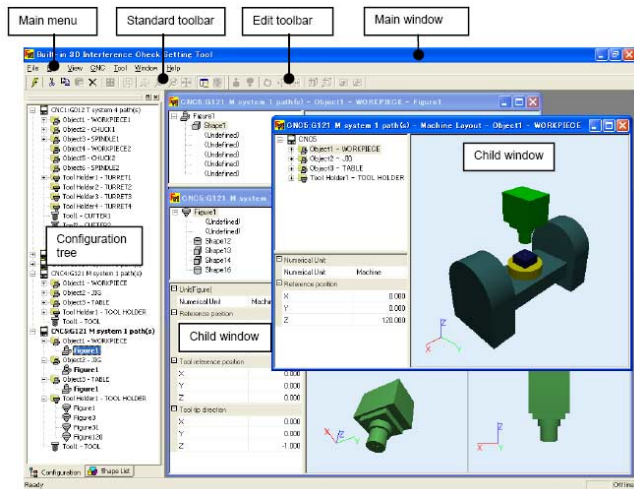 Main menu
Standard toolbar
Edit toolbar
Main window
Built-in 3D Interference Check Setting Tool
File
View CNC Tool Window Help
CNC1:G121 T system 4 path(s)
Object1 - WORKPIECE1
Object2 - CHUCK1
Object3 - SPINDLE1
Object4 - WORKPIECE2
Object5 - CHUCK2
Object6 - SPINDLE2
Tool Holder1 - TURRET1
Tool Holder2 - TURRET2
Tool Holder3 - TURRET3
Tool Holder4 - TURRET4
Tool1 - CUTTER1
Configuration tree
CNC4:G121 M system 1 path(s)
Object1 - WORKPIECE
Object2 - JIG
Object3 - TABLE
Tool Holder1 - TOOL HOLDER
Tool1 - TOOL
CNC5:G121 M system 1 path(s)
Object1 - WORKPIECE
Figure1
Object2 - JIG
Figure1
Object3 - TABLE
Figure1
Tool Holder1 - TOOL HOLDER
Figure1
Figure3
Figure31
Figure128
Tool1 - TOOL
Configuration
Shape List
Ready
Offline
CNC5:G121 M system 1 path(s) - Object1 - WORKPIECE - Figure1
Figure1
Shape1
(Undefined)
(Undefined)
(Undefined)
(Undefined)
CNC5:G121 M system
Figure1
(Undefined)
(Undefined)
Shape12
Shape13
Shape14
Shape16
Unit(Figure)
Numerical Unit
Reference position
Child window
Tool reference position
X 0.000
Y 0.000
Z 0.000
Tool tip direction
X 0.000
Y 0.000
Z -1.000
CNC5:G121 M system 1 path(s) - Machine Layout - Object1 - WORKPIECE
CNC5
Object1 - WORKPIECE
Object2 - JIG
Object3 - TABLE
Tool Holder1 - TOOL HOLDER
Numerical Unit
Numerical Unit Machine
Reference position
X 0.000
Y 0.000
Z 120.000
Child window
Z
X
Y
Z
X
Y
Z
X